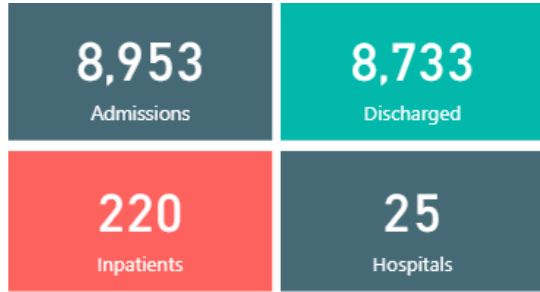 8,953
Admissions
8,733
Discharged
220
Inpatients
25
Hospitals